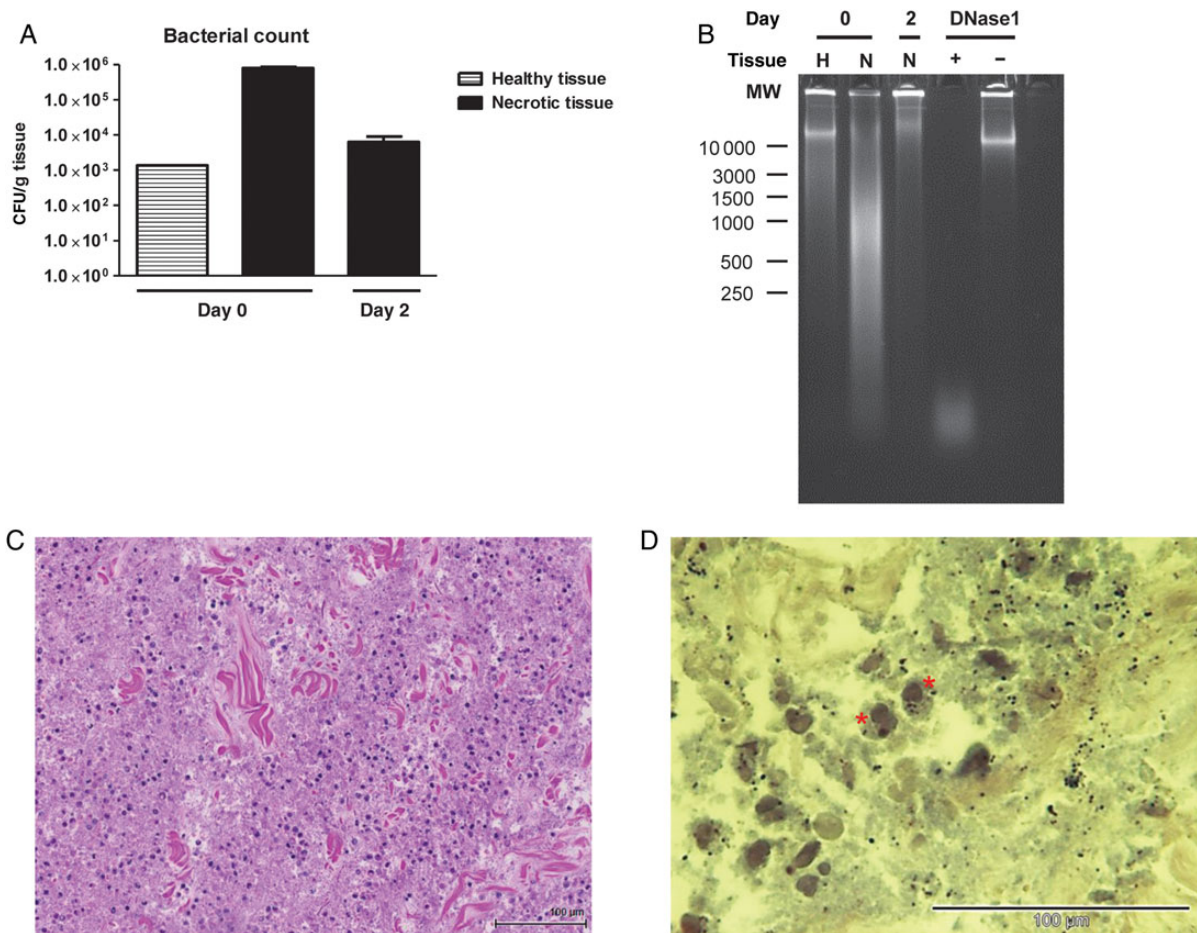 A
Bacterial count
1.0 × 10⁶
1.0 × 10⁵
1.0 × 10⁴
1.0 × 10³
1.0 × 10²
1.0 × 10¹
1.0 × 10⁰
CFU/g tissue
Day 0
Day 2
Healthy tissue
Necrotic tissue
B
Day 0 2 DNase1
Tissue H N N + −
MW
10 000
3000
1500
1000
500
250
C
100 µm
D
*
*
100 µm